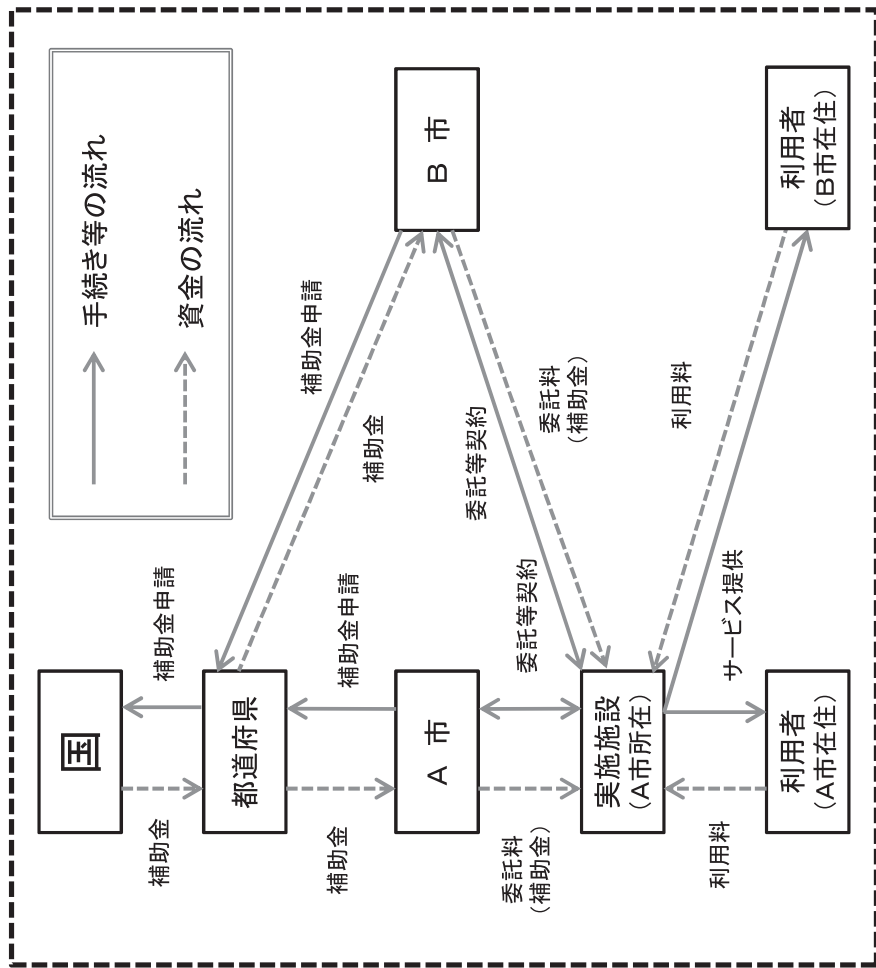 手続き等の流れ
資金の流れ
国
補助金
補助金申請
都道府県
補助金申請
補助金
補助金
補助金申請
A 市
B 市
委託料
(補助金)
委託等契約
委託等契約
委託料
(補助金)
実施施設
(A市所在)
利用料
サービス提供
利用料
利用者
(A市在住)
利用者
(B市在住)